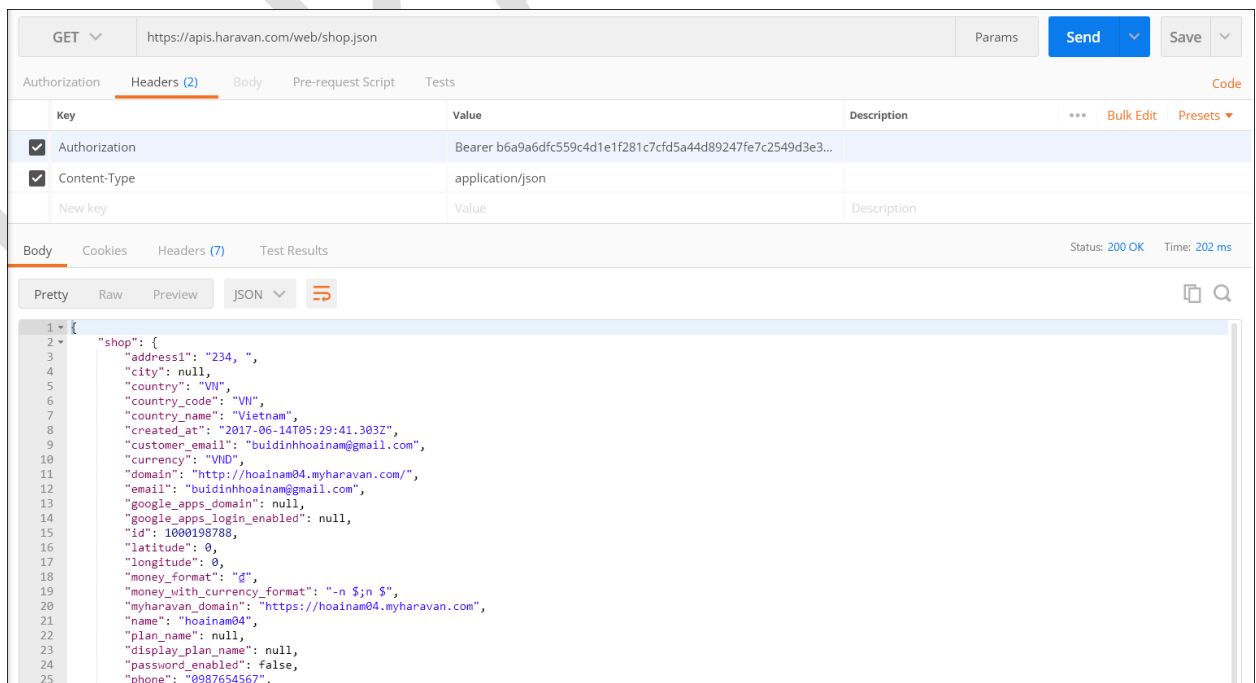 GET https://apis.haravan.com/web/shop.json Params Send Save
Authorization Headers (2) Body Pre-request Script Tests Code
Key Value Description ••• Bulk Edit Presets
Authorization Bearer b6a9a6dfc559c4d1e1f281c7cfd5a44d89247fe7c2549d3e3...
Content-Type application/json
New key Value Description
Body Cookies Headers (7) Test Results Status: 200 OK Time: 202 ms
Pretty Raw Preview JSON
1 {
2 "shop": {
3 "address1": "234, ",
4 "city": null,
5 "country": "VN",
6 "country_code": "VN",
7 "country_name": "Vietnam",
8 "created_at": "2017-06-14T05:29:41.303Z",
9 "customer_email": "buidinhhoainam@gmail.com",
10 "currency": "VND",
11 "domain": "http://hoainam04.myharavan.com/",
12 "email": "buidinhhoainam@gmail.com",
13 "google_apps_domain": null,
14 "google_apps_login_enabled": null,
15 "id": 1000198788,
16 "latitude": 0,
17 "longitude": 0,
18 "money_format": "₫",
19 "money_with_currency_format": "-n $;n $",
20 "myharavan_domain": "https://hoainam04.myharavan.com",
21 "name": "hoainam04",
22 "plan_name": null,
23 "display_plan_name": null,
24 "password_enabled": false,
25 "phone": "0987654567",